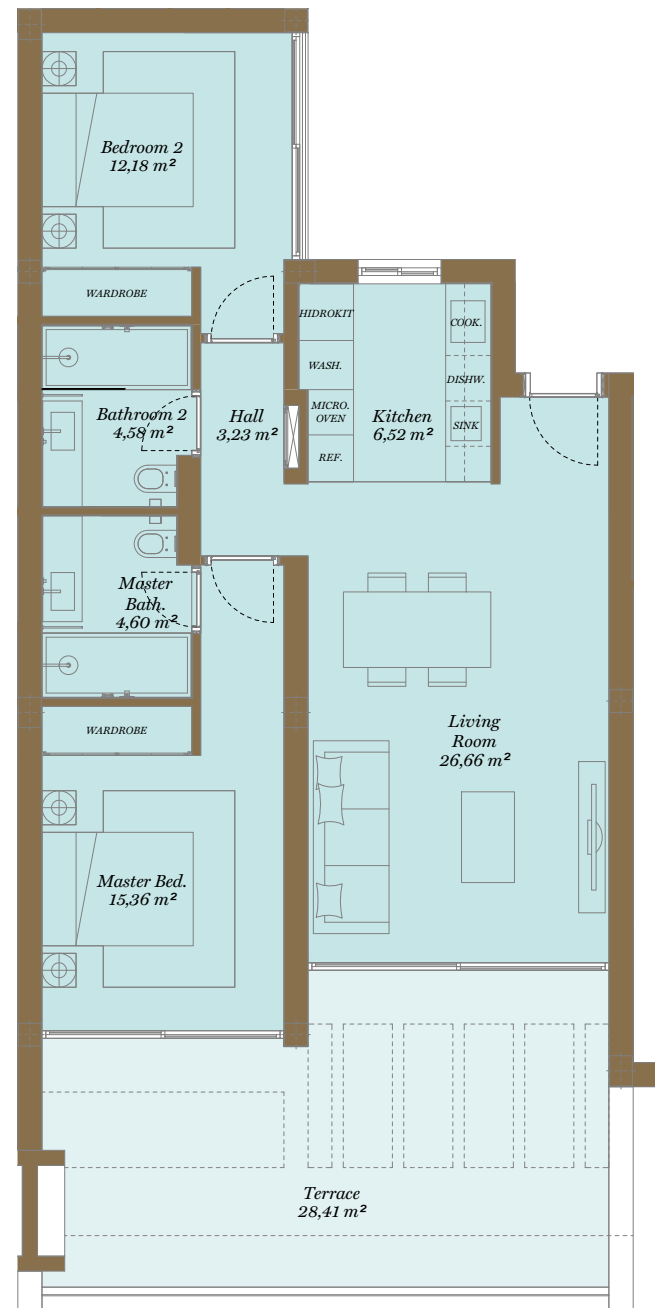 Bedroom 2
12,18 m²
WARDROBE
HIDROKIT
COOK.
WASH.
DISHW.
MICRO.
OVEN
SINK
REF.
Kitchen
6,52 m²
Bathroom 2
4,58 m²
Hall
3,23 m²
Master
Bath.
4,60 m²
WARDROBE
Living
Room
26,66 m²
Master Bed.
15,36 m²
Terrace
28,41 m²